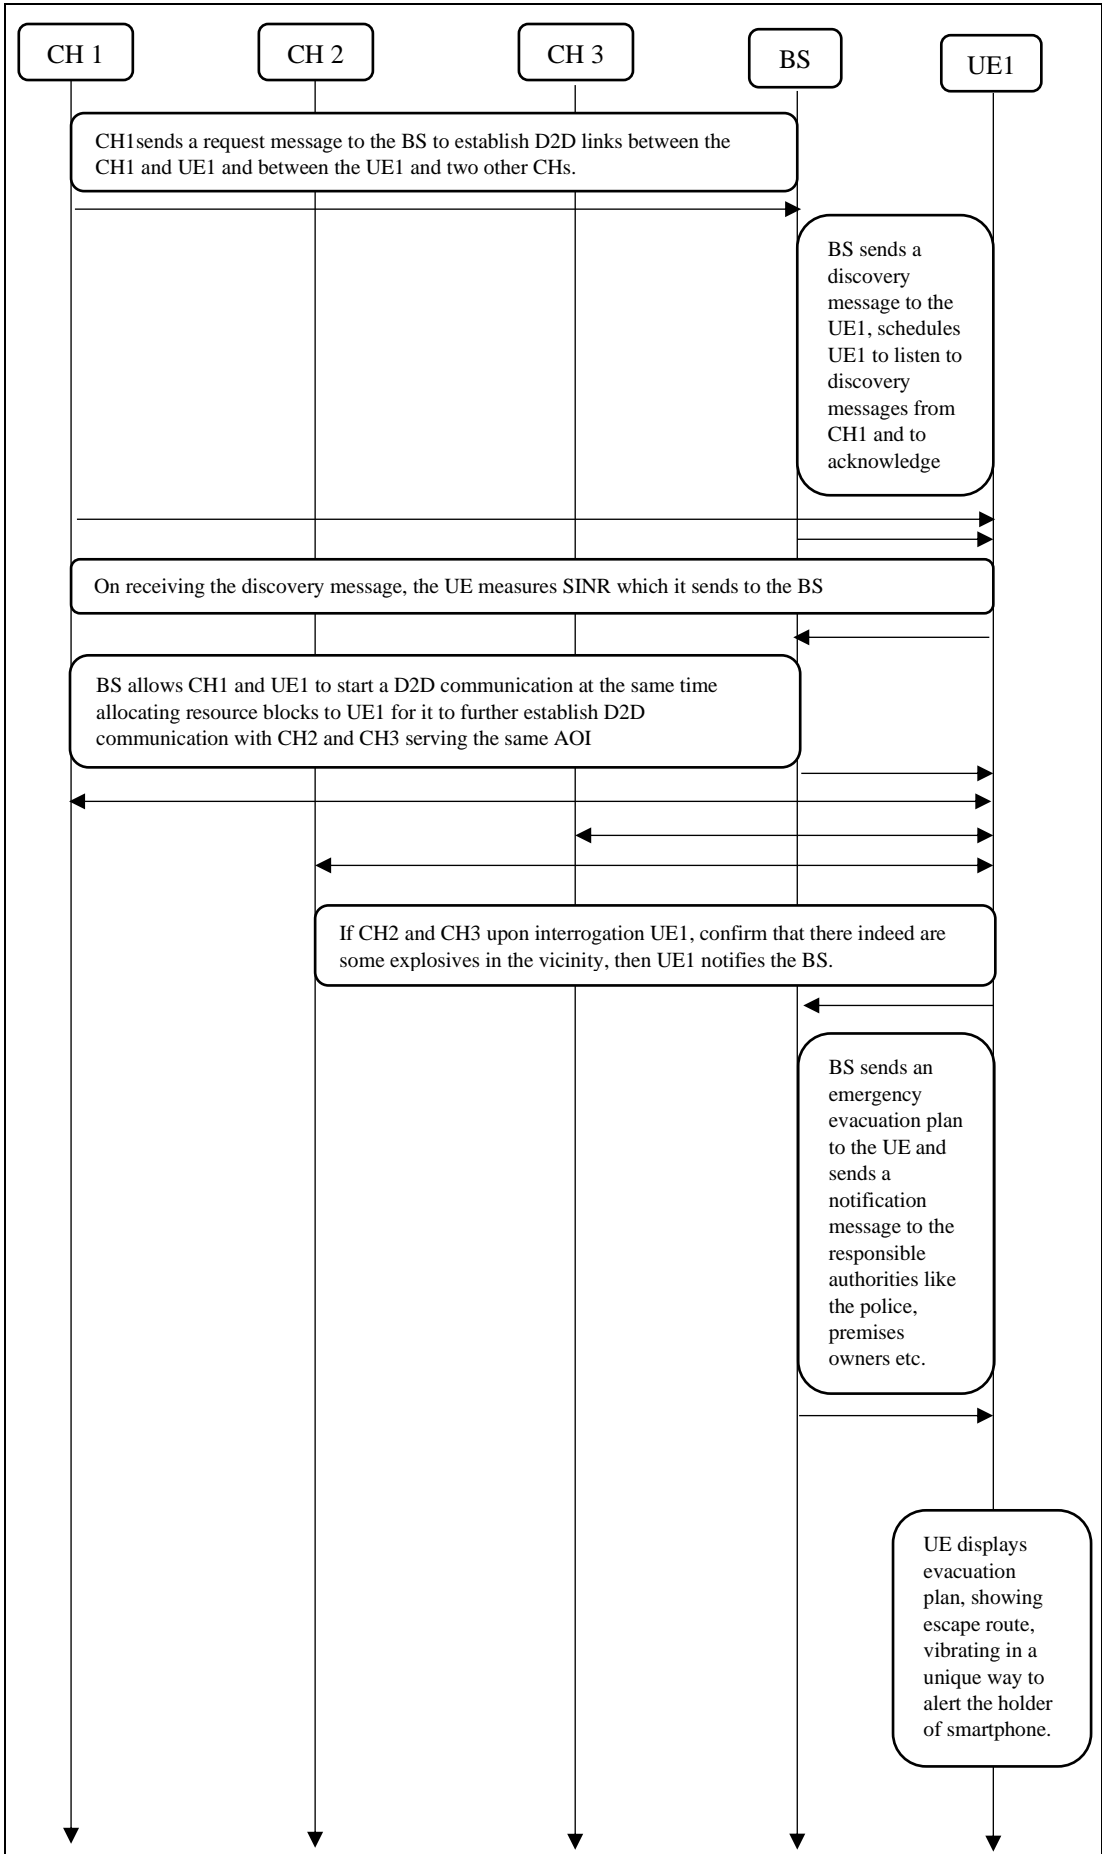 CH 1
CH 2
CH 3
BS
UE1
CH1sends a request message to the BS to establish D2D links between the
CH1 and UE1 and between the UE1 and two other CHs.
BS sends a
discovery
message to the
UE1, schedules
UE1 to listen to
discovery
messages from
CH1 and to
acknowledge
On receiving the discovery message, the UE measures SINR which it sends to the BS
BS allows CH1 and UE1 to start a D2D communication at the same time
allocating resource blocks to UE1 for it to further establish D2D
communication with CH2 and CH3 serving the same AOI
If CH2 and CH3 upon interrogation UE1, confirm that there indeed are
some explosives in the vicinity, then UE1 notifies the BS.
BS sends an
emergency
evacuation plan
to the UE and
sends a
notification
message to the
responsible
authorities like
the police,
premises
owners etc.
UE displays
evacuation
plan, showing
escape route,
vibrating in a
unique way to
alert the holder
of smartphone.